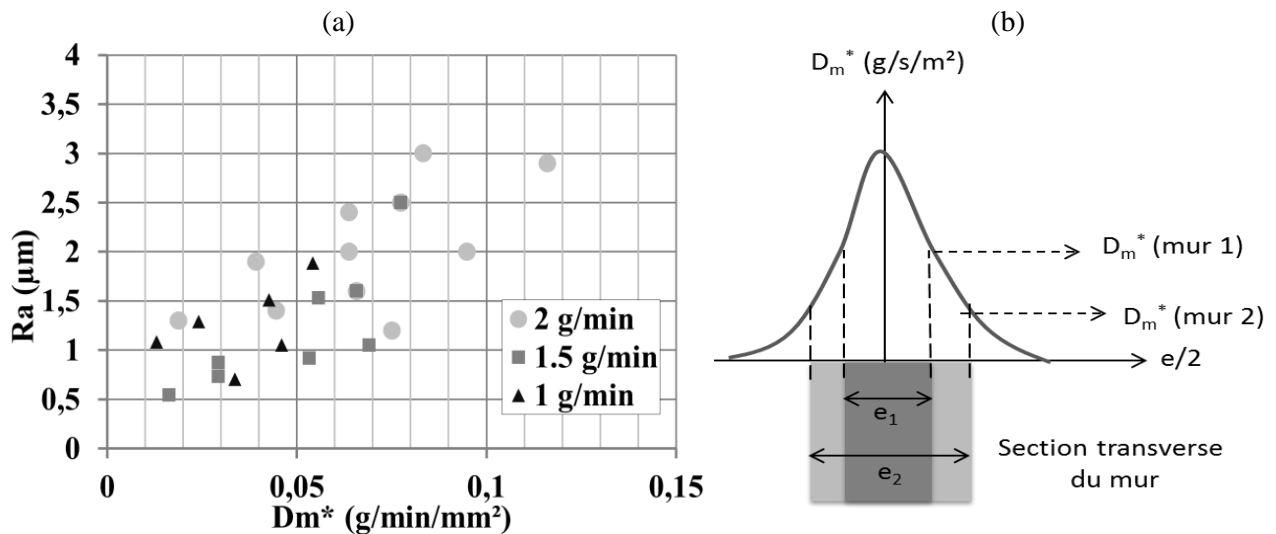 (a)
4
3,5
3
2,5
2
1,5
1
0,5
0
Ra (µm)
0
0,05
0,1
0,15
Dm* (g/min/mm²)
2 g/min
1.5 g/min
1 g/min
(b)
Dm* (g/s/m²)
Dm* (mur 1)
Dm* (mur 2)
e/2
e1
e2
Section transverse
du mur